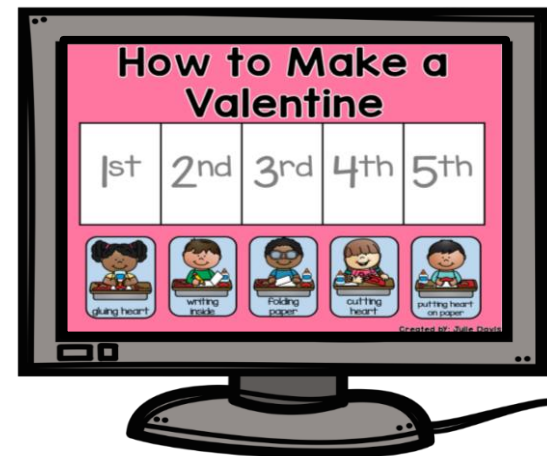 How to Make a
Valentine
1st 2nd 3rd 4th 5th
gluing heart
writing
inside
folding
paper
cutting
heart
putting heart
on paper
Created by: Julie Davis